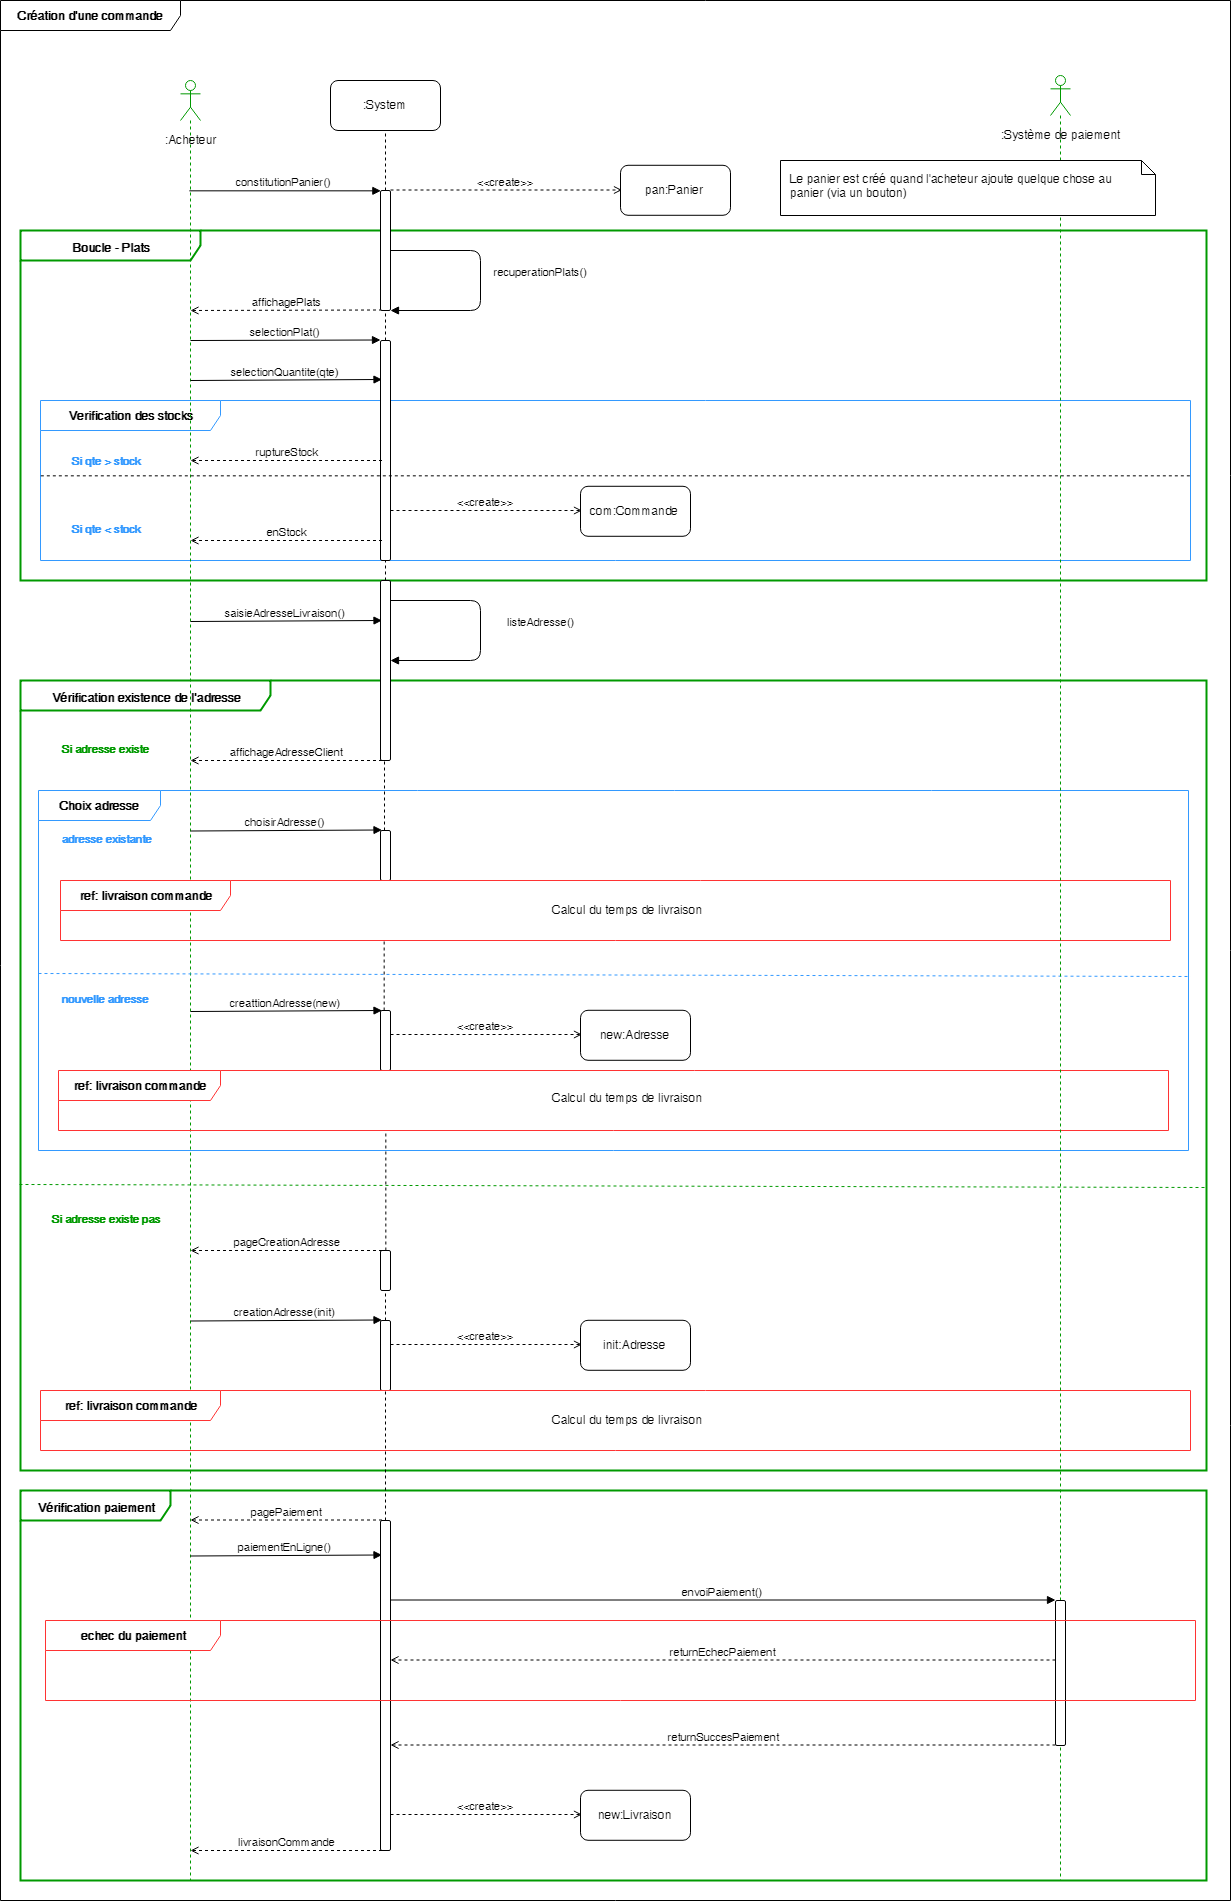 Création d'une commande
:System
:Acheteur
:Système de paiement
constitutionPanier()
<<create>>
pan:Panier
Le panier est créé quand l'acheteur ajoute quelque chose au
panier (via un bouton)
Boucle - Plats
recuperationPlats()
affichagePlats
selectionPlat()
selectionQuantite(qte)
Verification des stocks
Si qte > stock
ruptureStock
<<create>>
com:Commande
Si qte < stock
enStock
saisieAdresseLivraison()
listeAdresse()
Vérification existence de l'adresse
Si adresse existe
affichageAdresseClient
Choix adresse
choisirAdresse()
adresse existante
ref: livraison commande
Calcul du temps de livraison
nouvelle adresse
creattionAdresse(new)
<<create>>
new:Adresse
ref: livraison commande
Calcul du temps de livraison
Si adresse existe pas
pageCreationAdresse
creationAdresse(init)
<<create>>
init:Adresse
ref: livraison commande
Calcul du temps de livraison
Vérification paiement
pagePaiement
paiementEnLigne()
envoiPaiement()
echec du paiement
returnEchecPaiement
returnSuccesPaiement
<<create>>
new:Livraison
livraisonCommande